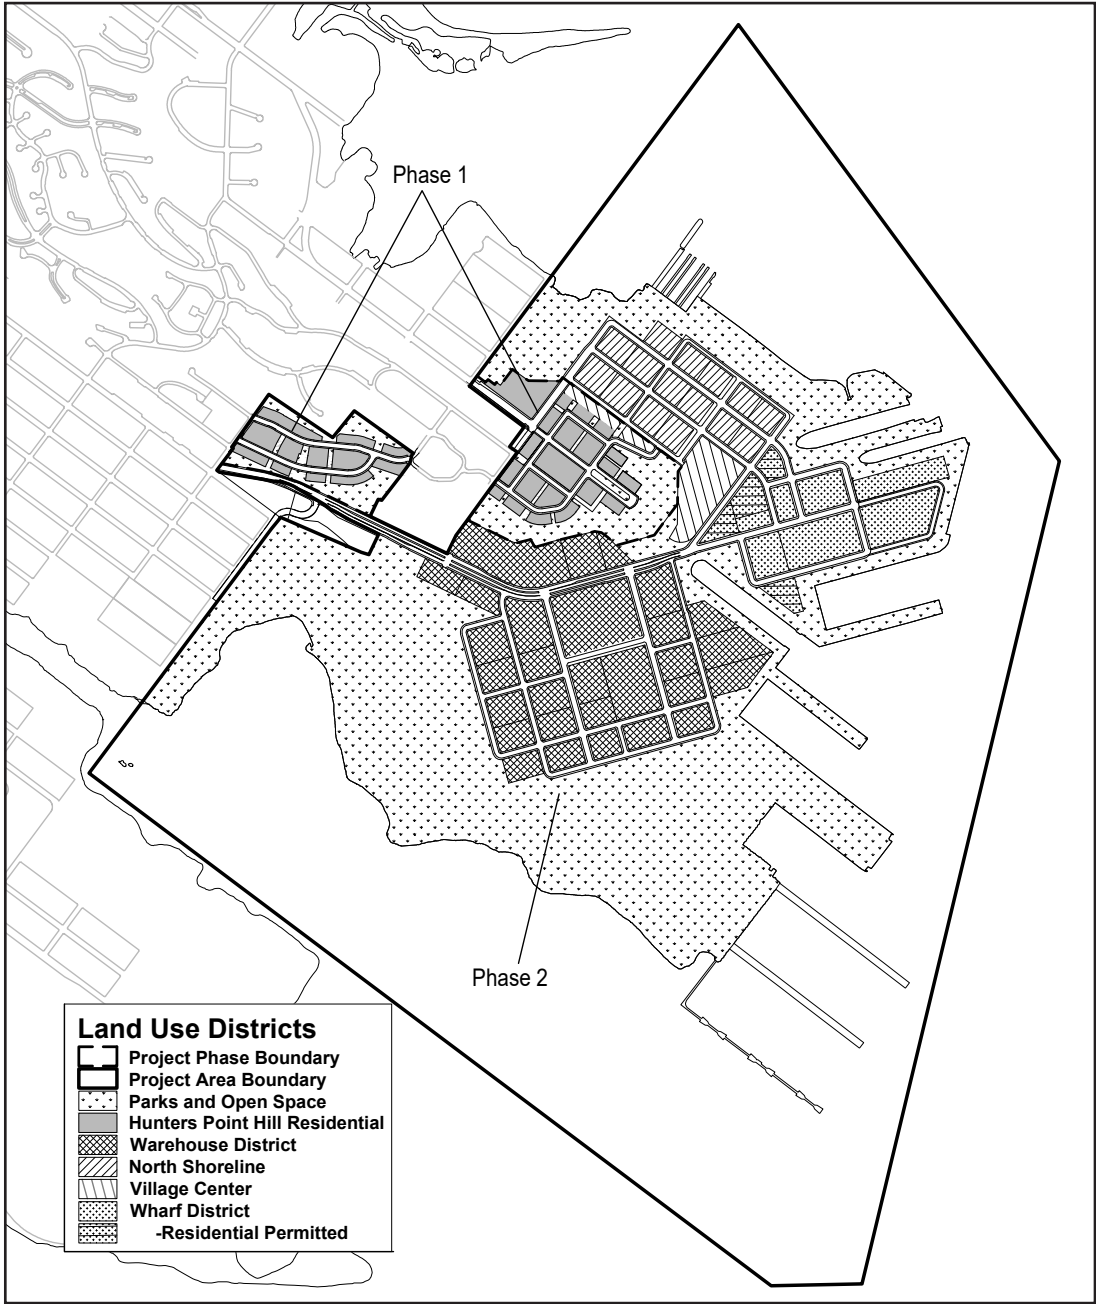 Phase 1
Phase 2
Land Use Districts
Project Phase Boundary
Project Area Boundary
Parks and Open Space
Hunters Point Hill Residential
Warehouse District
North Shoreline
Village Center
Wharf District
-Residential Permitted